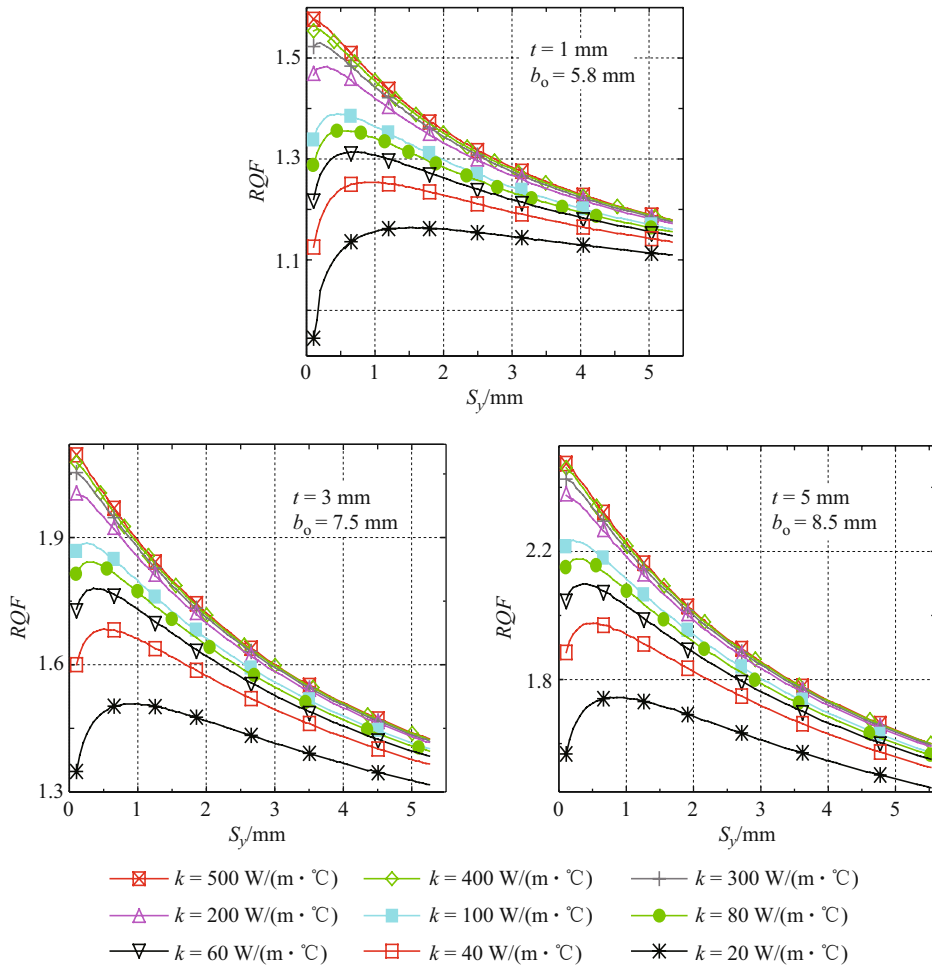 1.5
1.3
1.1
RQF
t = 1 mm
b₀ = 5.8 mm
0 1 2 3 4 5
S_y/mm
1.9
1.6
1.3
RQF
t = 3 mm
b₀ = 7.5 mm
0 1 2 3 4 5
S_y/mm
2.2
1.8
RQF
t = 5 mm
b₀ = 8.5 mm
0 1 2 3 4 5
S_y/mm
k = 500 W/(m·℃) k = 400 W/(m·℃) k = 300 W/(m·℃)
k = 200 W/(m·℃) k = 100 W/(m·℃) k = 80 W/(m·℃)
k = 60 W/(m·℃) k = 40 W/(m·℃) k = 20 W/(m·℃)